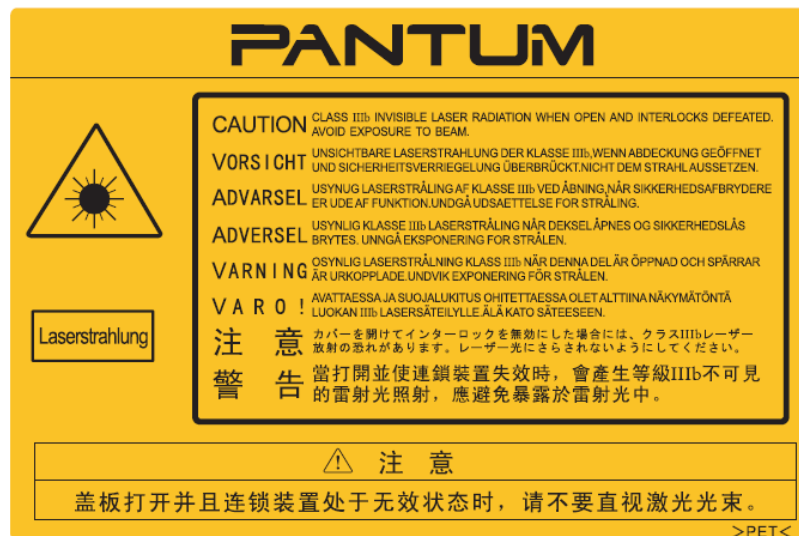 PANTUM
CAUTION CLASS IIIb INVISIBLE LASER RADIATION WHEN OPEN AND INTERLOCKS DEFEATED.
AVOID EXPOSURE TO BEAM.
VORSICHT UNSICHTBARE LASERSTRAHLUNG DER KLASSE IIIb,WENN ABDECKUNG GEÖFFNET
UND SICHERHEITSVERRIEGELUNG ÜBERBRÜCKT.NICHT DEM STRAHL AUSSETZEN.
ADVARSEL USYNUG LASERSTRÅLING AF KLASSE IIIb VED ÅBNING,NÅR SIKKERHEDSAFBRYDERE
ER UDE AF FUNKTION.UNDGÅ UDSAETTELSE FOR STRÅLING.
ADVERSEL USYNLIG KLASSE IIIb LASERSTRÅLING NÅR DEKSEL ÅPNES OG SIKKERHEDSLÅS
BRYTES. UNNGÅ EKSPONERING FOR STRÅLEN.
VARNING OSYNLIG LASERSTRÅLNING KLASS IIIb NÄR DENNA DEL ÄR ÖPPNAD OCH SPÄRRAR
ÄR URKOPPLADE.UNDVIK EXPONERING FÖR STRÅLEN.
VARO! AVATTAESSA JA SUOJALUKITUS OHITETTAESSA OLET ALTTIINA NÄKYMÄTÖNTÄ
LUOKAN IIIb LASERSÄTEILYLLE.ÄLÄ KATO SÄTEESEEN.
注意 カバーを開けてインターロックを無効にした場合には、クラスIIIbレーザー
放射の恐れがあります。レーザー光にさらされないようにしてください。
警告 當打開並使連鎖裝置失效時，會產生等級IIIb不可見
的雷射光照射，應避免暴露於雷射光中。
Laserstrahlung
注意
盖板打开并且连锁装置处于无效状态时，请不要直视激光光束。
>PET<